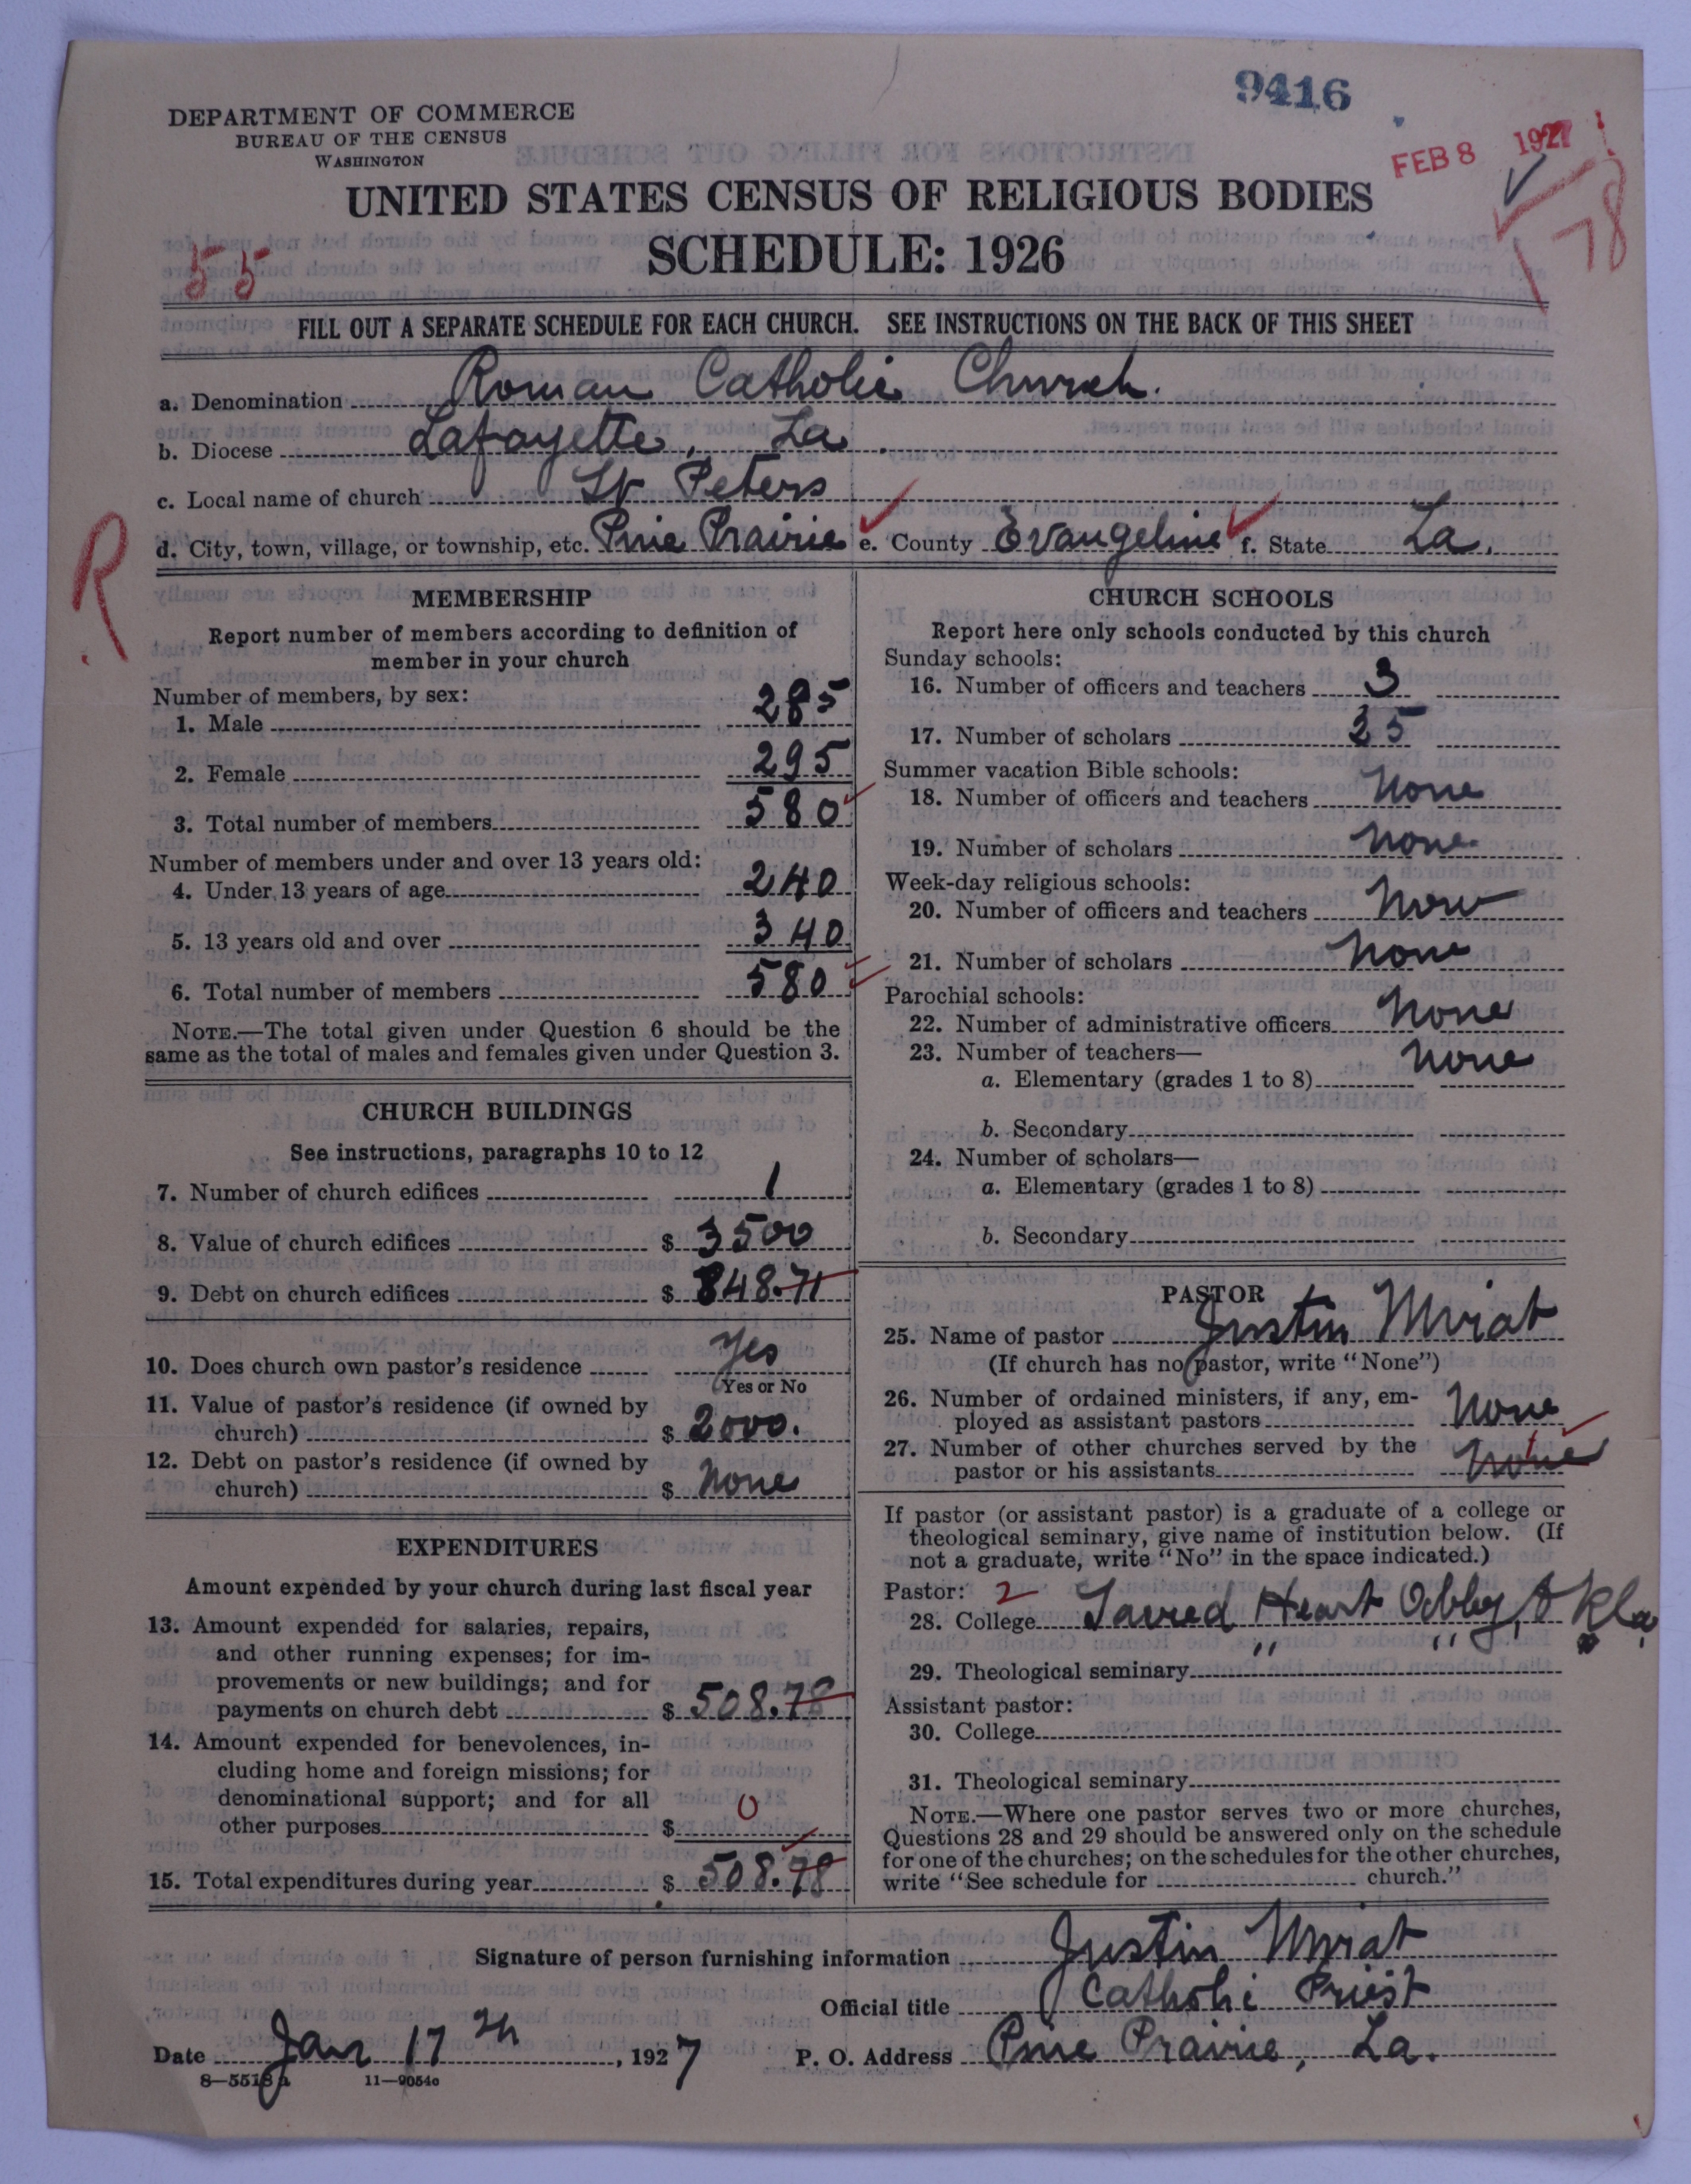 9416
DEPARTMENT OF COMMERCE
BUREAU OF THE CENSUS
WASHINGTON
FEB 8 1927
UNITED STATES CENSUS OF RELIGIOUS BODIES
SCHEDULE: 1926
55
78
FILL OUT A SEPARATE SCHEDULE FOR EACH CHURCH. SEE INSTRUCTIONS ON THE BACK OF THIS SHEET
a. Denomination Roman Catholic Church.
b. Diocese Lafayette, La.
c. Local name of church St Peters
d. City, town, village, or township, etc. Pine Prairie e. County Evangeline f. State La.
R
MEMBERSHIP
Report number of members according to definition of
member in your church
Number of members, by sex:
1. Male 285
2. Female 295
3. Total number of members 580
Number of members under and over 13 years old:
4. Under 13 years of age 240
5. 13 years old and over 340
6. Total number of members 580
NOTE.—The total given under Question 6 should be the
same as the total of males and females given under Question 3.
CHURCH BUILDINGS
See instructions, paragraphs 10 to 12
7. Number of church edifices 1
8. Value of church edifices $ 3500
9. Debt on church edifices $ 848.71
10. Does church own pastor's residence Yes
Yes or No
11. Value of pastor's residence (if owned by
church) $ 2000.
12. Debt on pastor's residence (if owned by
church) $ None
EXPENDITURES
Amount expended by your church during last fiscal year
13. Amount expended for salaries, repairs,
and other running expenses; for im-
provements or new buildings; and for
payments on church debt $ 508.78
14. Amount expended for benevolences, in-
cluding home and foreign missions; for
denominational support; and for all
other purposes $ 0
15. Total expenditures during year $ 508.78
CHURCH SCHOOLS
Report here only schools conducted by this church
Sunday schools:
16. Number of officers and teachers 3
17. Number of scholars 35
Summer vacation Bible schools:
18. Number of officers and teachers None
19. Number of scholars None
Week-day religious schools:
20. Number of officers and teachers None
21. Number of scholars None
Parochial schools:
22. Number of administrative officers None
23. Number of teachers— None
a. Elementary (grades 1 to 8)
b. Secondary
24. Number of scholars—
a. Elementary (grades 1 to 8)
b. Secondary
PASTOR
25. Name of pastor Justin Mirat
(If church has no pastor, write "None")
26. Number of ordained ministers, if any, em-
ployed as assistant pastors None
27. Number of other churches served by the
pastor or his assistants None
If pastor (or assistant pastor) is a graduate of a college or
theological seminary, give name of institution below. (If
not a graduate, write "No" in the space indicated.)
Pastor: 2
28. College Sacred Heart Okla.
29. Theological seminary " "
Assistant pastor:
30. College
31. Theological seminary
NOTE.—Where one pastor serves two or more churches,
Questions 28 and 29 should be answered only on the schedule
for one of the churches; on the schedules for the other churches,
write "See schedule for church."
Signature of person furnishing information Justin Mirat
Official title Catholic Priest
Date Jan 17 th, 1927 P. O. Address Pine Prairie, La.
8—5518a 11—9054c